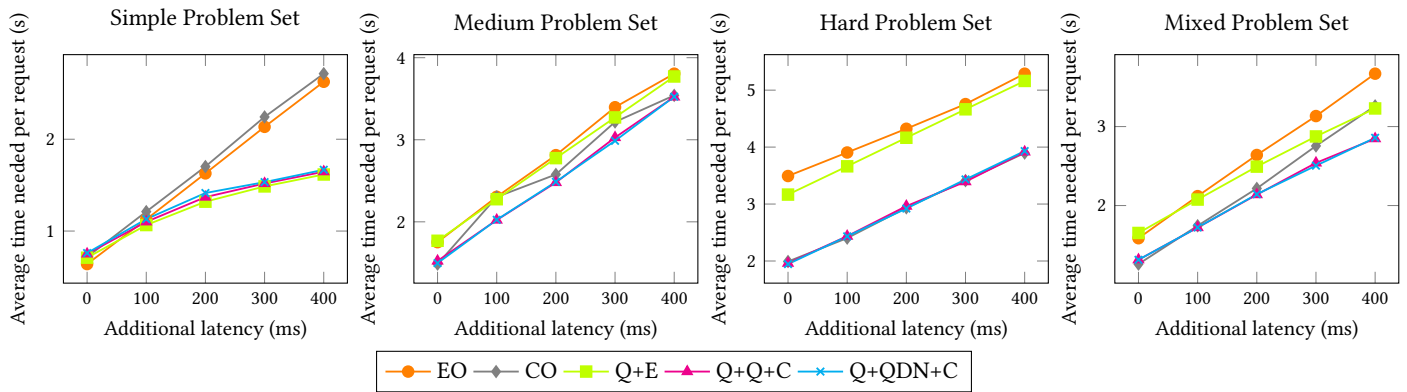 Simple Problem Set
Average time needed per request (s)
2
1
0 100 200 300 400
Additional latency (ms)
Medium Problem Set
Average time needed per request (s)
4
3
2
0 100 200 300 400
Additional latency (ms)
Hard Problem Set
Average time needed per request (s)
5
4
3
2
0 100 200 300 400
Additional latency (ms)
Mixed Problem Set
Average time needed per request (s)
3
2
0 100 200 300 400
Additional latency (ms)
EO CO Q+E Q+Q+C Q+QDN+C